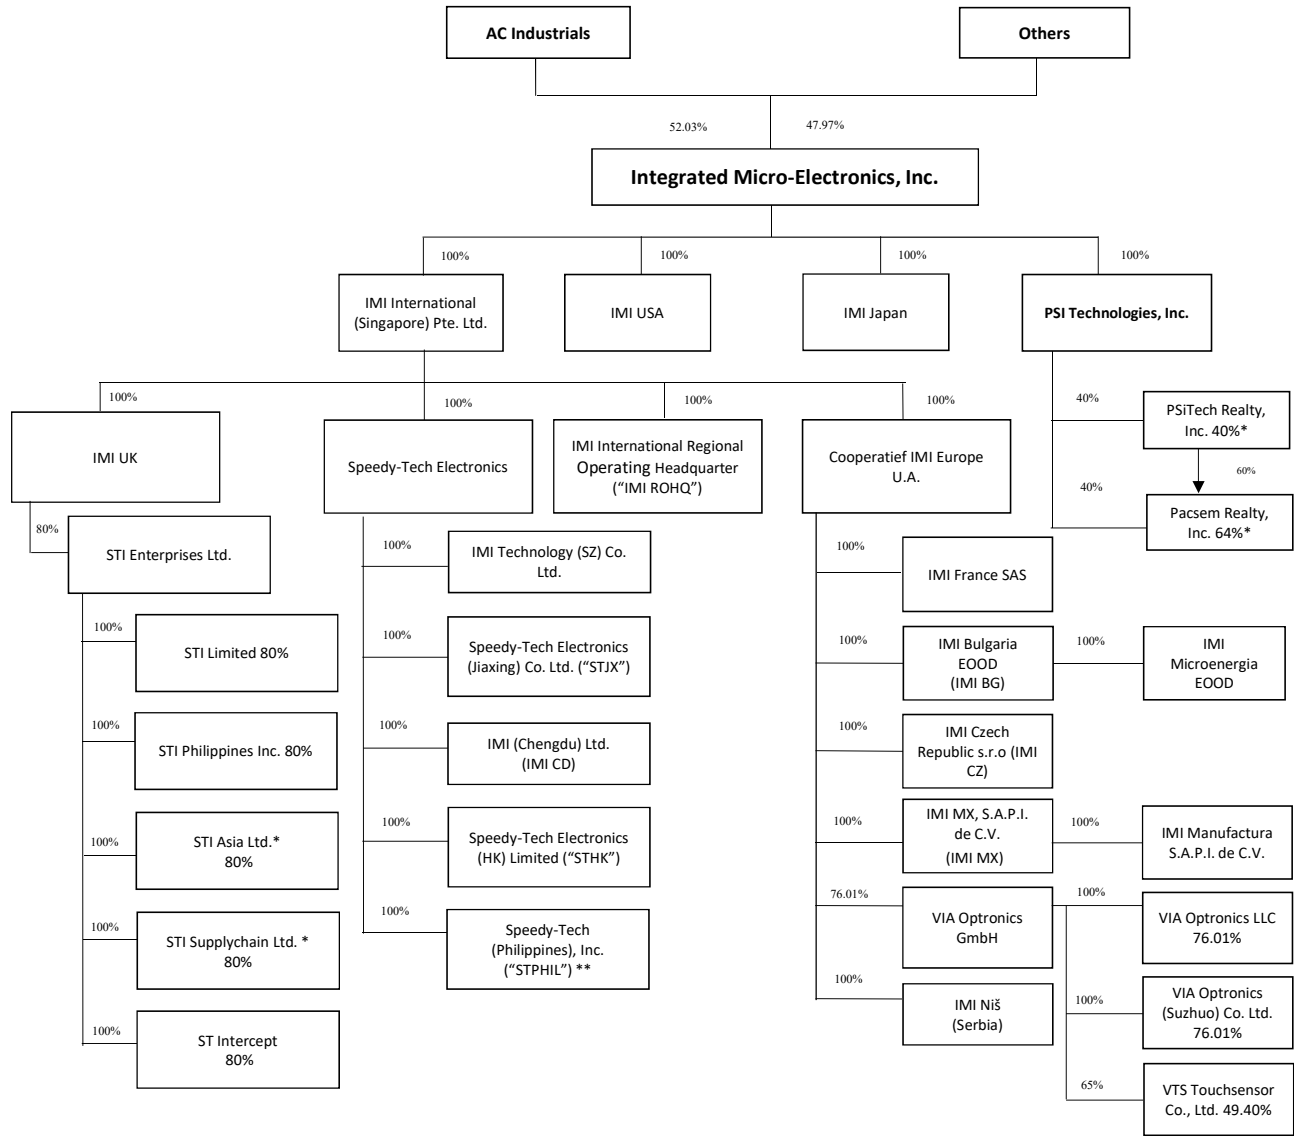 AC Industrials
Others
52.03%
47.97%
Integrated Micro-Electronics, Inc.
100%
100%
100%
100%
IMI International
(Singapore) Pte. Ltd.
IMI USA
IMI Japan
PSI Technologies, Inc.
100%
100%
100%
100%
IMI UK
Speedy-Tech Electronics
IMI International Regional
Operating Headquarter
(“IMI ROHQ”)
Cooperatief IMI Europe
U.A.
40%
PSiTech Realty,
Inc. 40%*
60%
40%
Pacsem Realty,
Inc. 64%*
80%
STI Enterprises Ltd.
100%
STI Limited 80%
100%
STI Philippines Inc. 80%
100%
STI Asia Ltd.*
80%
100%
STI Supplychain Ltd. *
80%
100%
ST Intercept
80%
100%
IMI Technology (SZ) Co.
Ltd.
100%
Speedy-Tech Electronics
(Jiaxing) Co. Ltd. (“STJX”)
100%
IMI (Chengdu) Ltd.
(IMI CD)
100%
Speedy-Tech Electronics
(HK) Limited (“STHK”)
100%
Speedy-Tech
(Philippines), Inc.
(“STPHIL”) **
100%
IMI France SAS
100%
IMI Bulgaria
EOOD
(IMI BG)
100%
IMI
Microenergia
EOOD
100%
IMI Czech
Republic s.r.o (IMI
CZ)
100%
IMI MX, S.A.P.I.
de C.V.
(IMI MX)
100%
IMI Manufactura
S.A.P.I. de C.V.
76.01%
VIA Optronics
GmbH
100%
VIA Optronics LLC
76.01%
100%
VIA Optronics
(Suzhuo) Co. Ltd.
76.01%
65%
VTS Touchsensor
Co., Ltd. 49.40%
100%
IMI Niš
(Serbia)